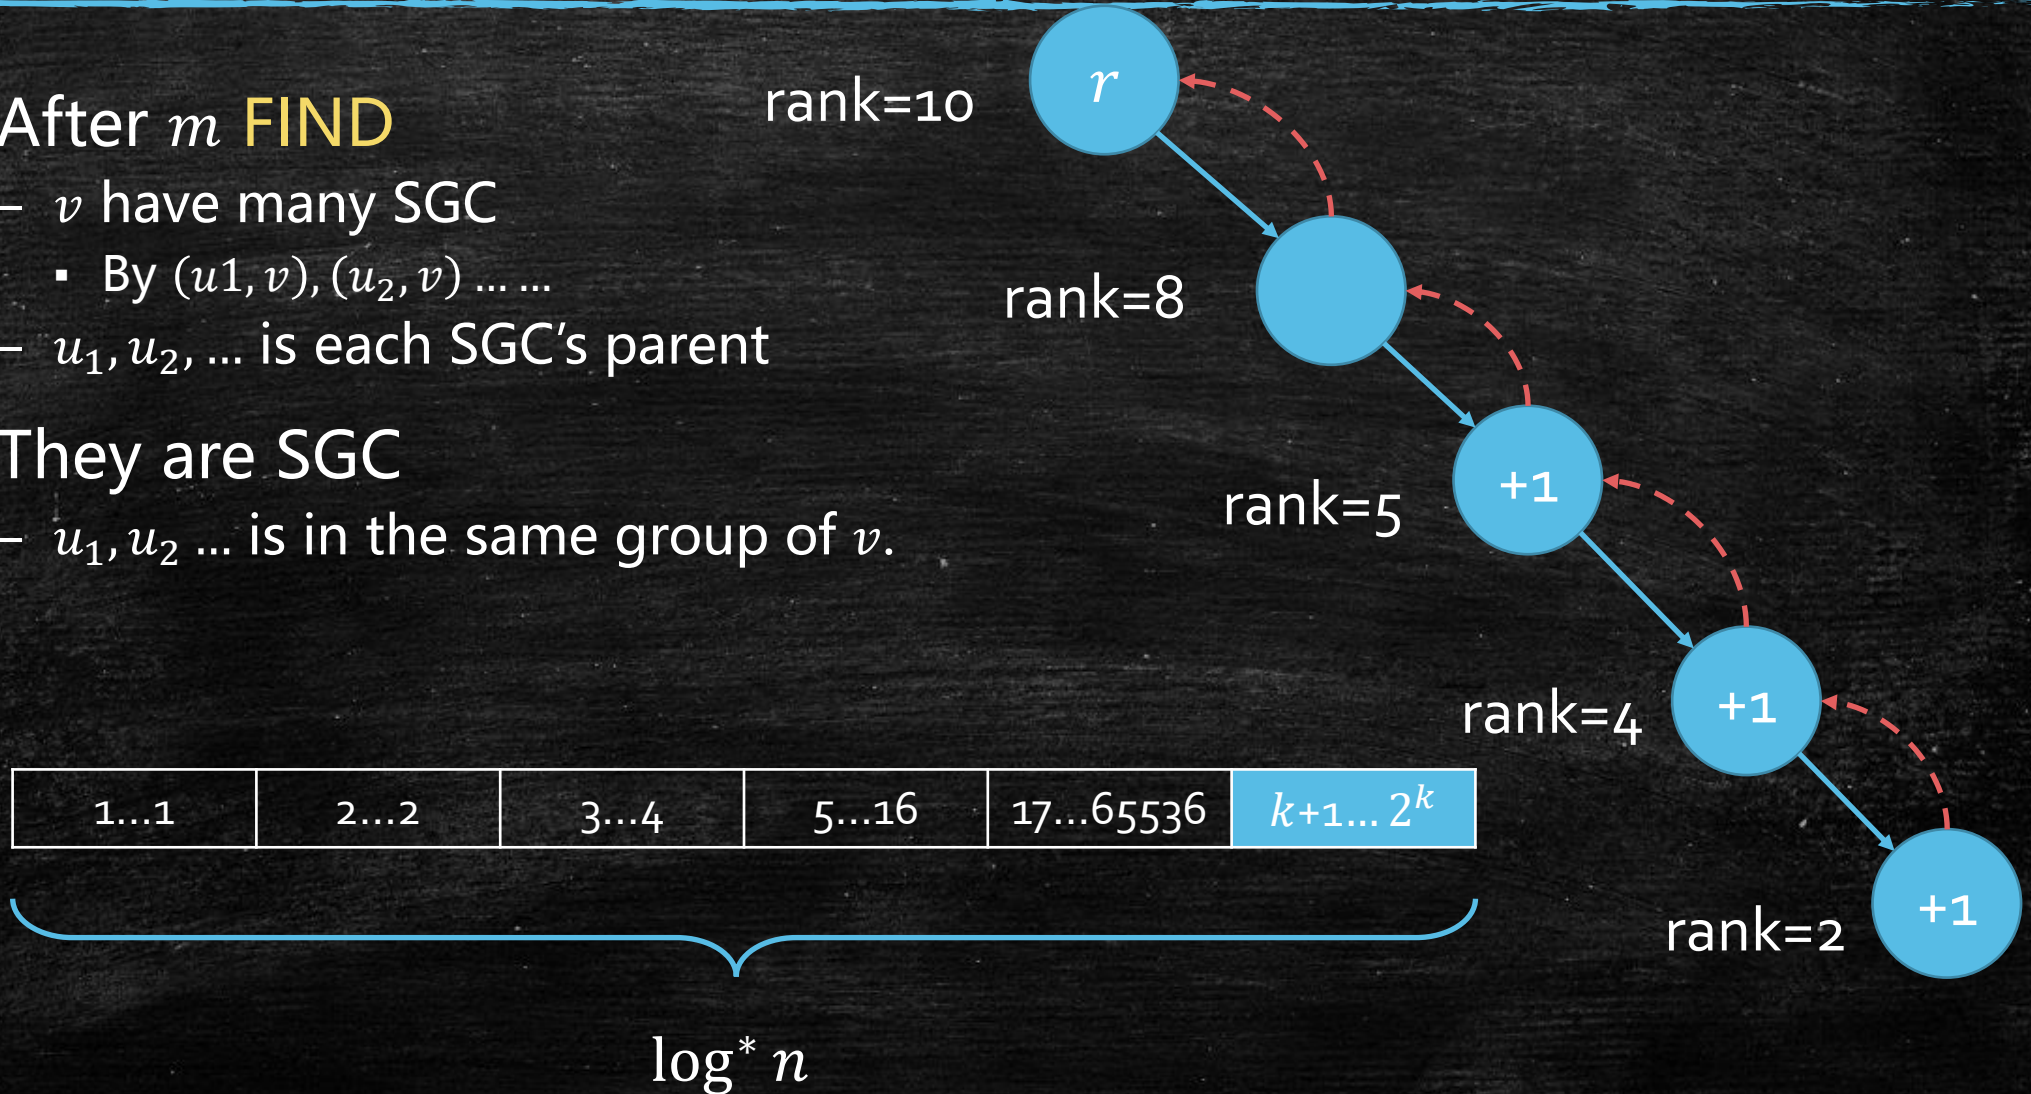 r
rank=10
After m FIND
– v have many SGC
▪ By (u1, v), (u₂, v) ... ...
rank=8
– u₁, u₂, ... is each SGC’s parent
They are SGC
+1
rank=5
– u₁, u₂ ... is in the same group of v.
+1
rank=4
1...1 2...2 3...4 5...16 17...65536 k+1... 2ᵏ
+1
rank=2
log* n